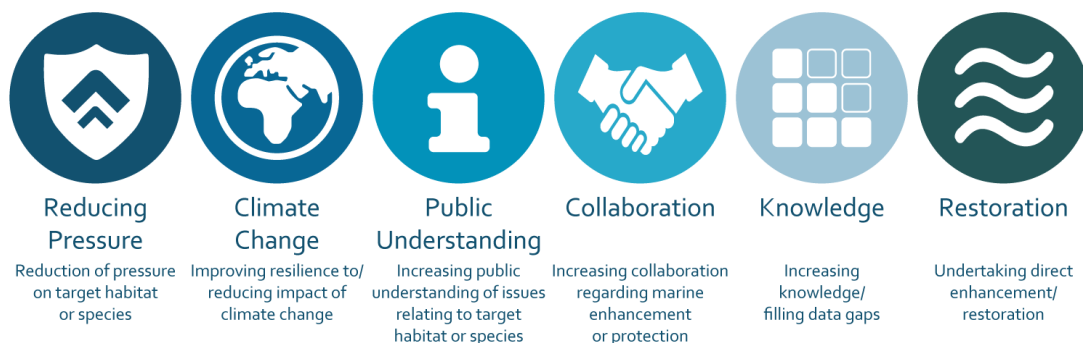 Reducing
Pressure
Reduction of pressure
on target habitat
or species
Climate
Change
Improving resilience to/
reducing impact of
climate change
Public
Understanding
Increasing public
understanding of issues
relating to target
habitat or species
Collaboration
Increasing collaboration
regarding marine
enhancement
or protection
Knowledge
Increasing
knowledge/
filling data gaps
Restoration
Undertaking direct
enhancement/
restoration